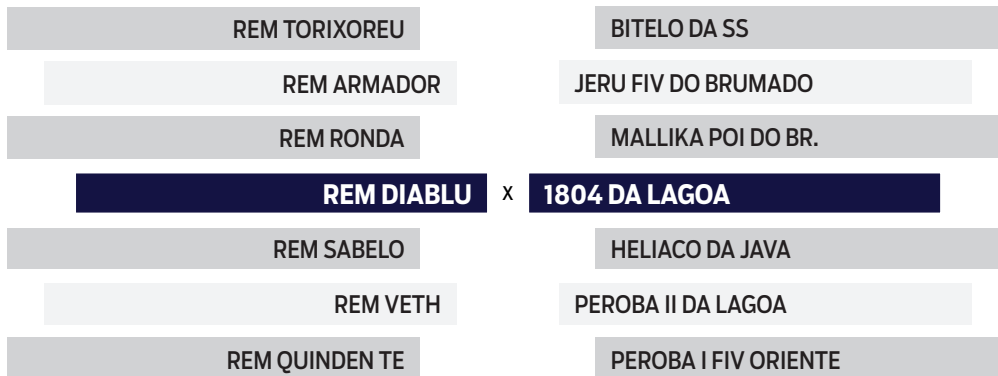 REM TORIXOREU BITELO DA SS
REM ARMADOR JERU FIV DO BRUMADO
REM RONDA MALLIKA POI DO BR.
REM DIABLU X 1804 DA LAGOA
REM SABELO HELIACO DA JAVA
REM VETH PEROBA II DA LAGOA
REM QUINDEN TE PEROBA I FIV ORIENTE